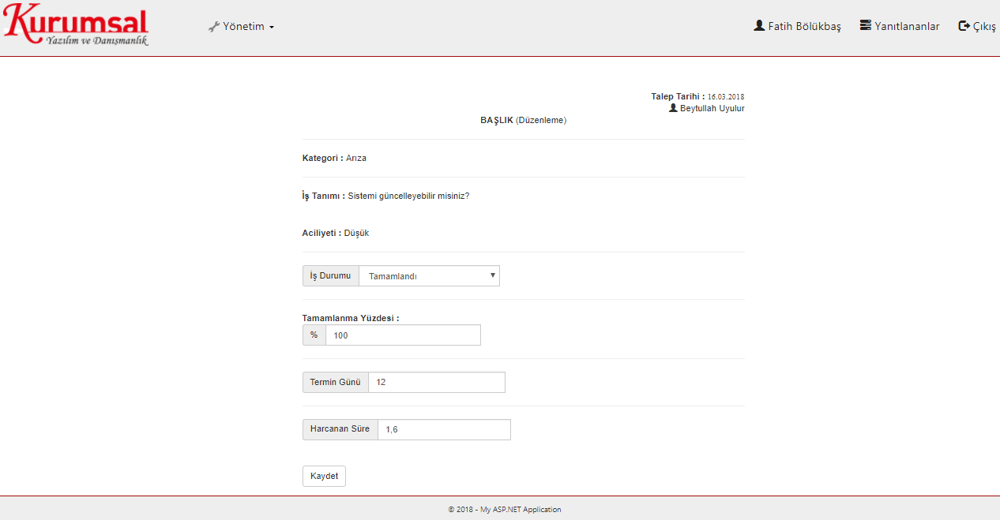 Kurumsal
Yazılım ve Danışmanlık
Yönetim
Fatih Bölükbaş
Yanıtlananlar
Çıkış
Talep Tarihi : 16.03.2018
Beytullah Uyulur
BAŞLIK (Düzenleme)
Kategori : Arıza
İş Tanımı : Sistemi güncelleyebilir misiniz?
Aciliyeti : Düşük
İş Durumu Tamamlandı
Tamamlanma Yüzdesi :
% 100
Termin Günü 12
Harcanan Süre 1,6
Kaydet
© 2018 - My ASP.NET Application